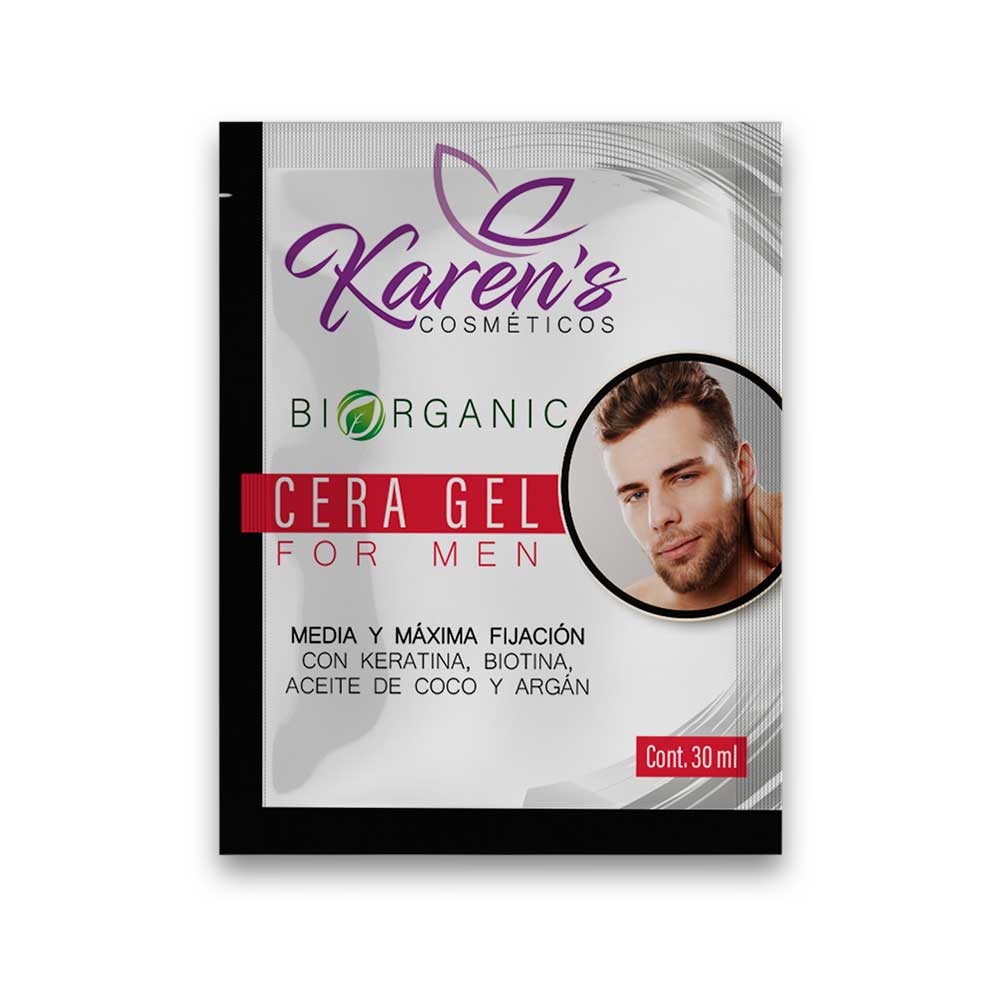 Karen's
COSMÉTICOS
BIORGANIC
CERA GEL
FOR MEN
MEDIA Y MÁXIMA FIJACIÓN
CON KERATINA, BIOTINA,
ACEITE DE COCO Y ARGÁN
Cont. 30 ml